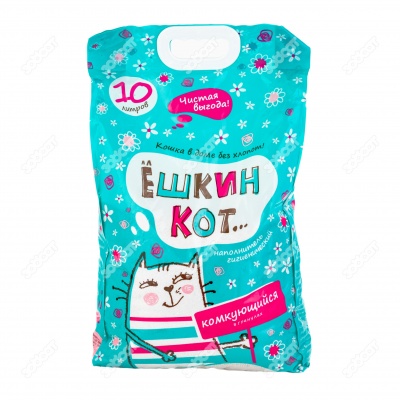 10
литров
Чистая
выгода!
Кошка в доме без хлопот!
ЁШКИН
КОТ...
наполнитель
гигиенический
комкующийся